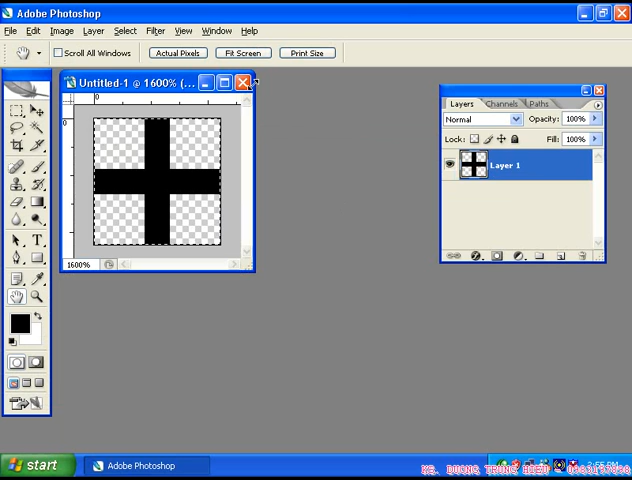 Adobe Photoshop
File Edit Image Layer Select Filter View Window Help
Scroll All Windows Actual Pixels Fit Screen Print Size
Untitled-1 @ 1600% (...
0
0
1600%
Layers Channels Paths
Normal Opacity: 100%
Lock: Fill: 100%
Layer 1
start Adobe Photoshop